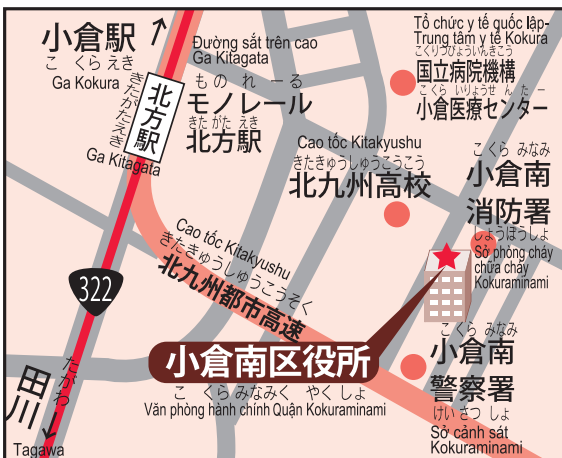 小倉駅
こ くら えき
Ga Kokura
北方駅
きたがたえき
Ga Kitagata
Đường sắt trên cao
Ga Kitagata
もの れ ー る
モノレール
きた がた えき
北方駅
Tổ chức y tế quốc lập-
Trung tâm y tế Kokura
こくりつびょういんきこう
国立病院機構
こくら いりょうせ ん た ー
小倉医療センター
Cao tốc Kitakyushu
きたきゅうしゅうこうこう
北九州高校
こ くら みなみ
小倉南
消防署
しょうぼうしょ
Sở phòng cháy
chữa cháy
Kokuraminami
Cao tốc Kitakyushu
きたきゅうしゅうこうそく
北九州都市高速
322
小倉南区役所
こ くら みなみく やく しょ
Văn phòng hành chính Quận Kokuraminami
こ くら みなみ
小倉南
警察署
けい さつ しょ
Sở cảnh sát
Kokuraminami
たがわ
田川
Tagawa